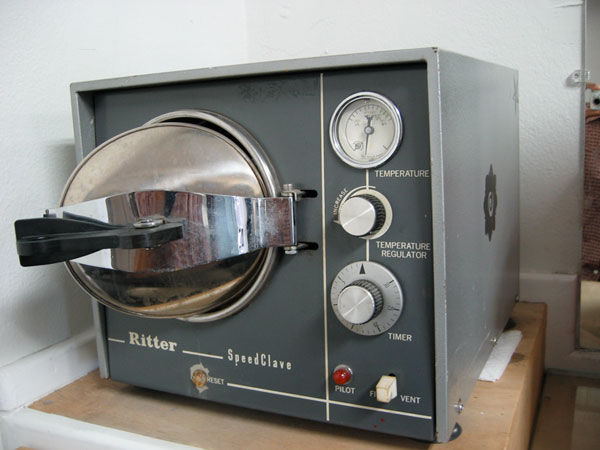 TEMPERATURE
INCREASE
TEMPERATURE
REGULATOR
TIMER
Ritter
SpeedClave
RESET
PILOT
VENT